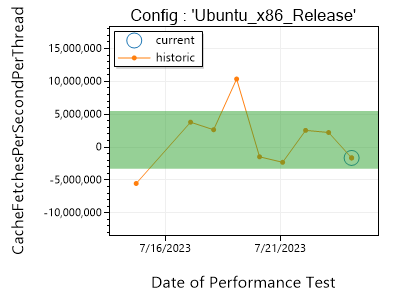 Config : 'Ubuntu_x86_Release'
CacheFetchesPerSecondPerThread
current
historic
15,000,000
10,000,000
5,000,000
0
-5,000,000
-10,000,000
7/16/2023
7/21/2023
Date of Performance Test